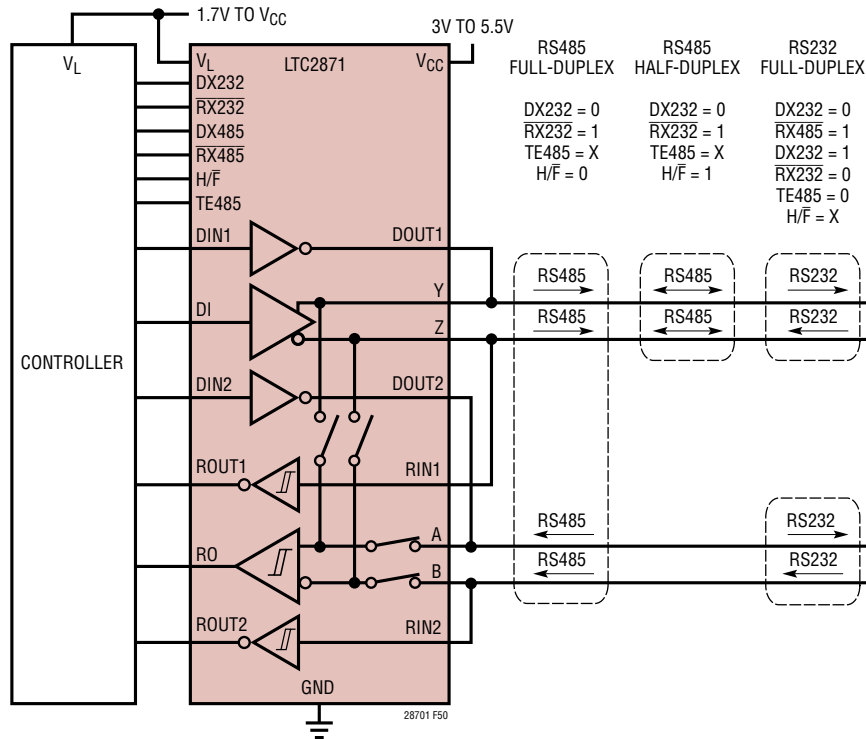 1.7V TO VCC
3V TO 5.5V
VL
VL
LTC2871
VCC
DX232
RX232
DX485
RX485
H/F
TE485
CONTROLLER
DIN1
DOUT1
DI
Y
Z
DIN2
DOUT2
ROUT1
RIN1
RO
A
B
ROUT2
RIN2
GND
28701 F50
RS485
FULL-DUPLEX
DX232 = 0
RX232 = 1
TE485 = X
H/F = 0
RS485
HALF-DUPLEX
DX232 = 0
RX232 = 1
TE485 = X
H/F = 1
RS232
FULL-DUPLEX
DX232 = 0
RX485 = 1
DX232 = 1
RX232 = 0
TE485 = 0
H/F = X
RS485
RS485
RS232
RS485
RS485
RS232
RS485
RS232
RS485
RS232